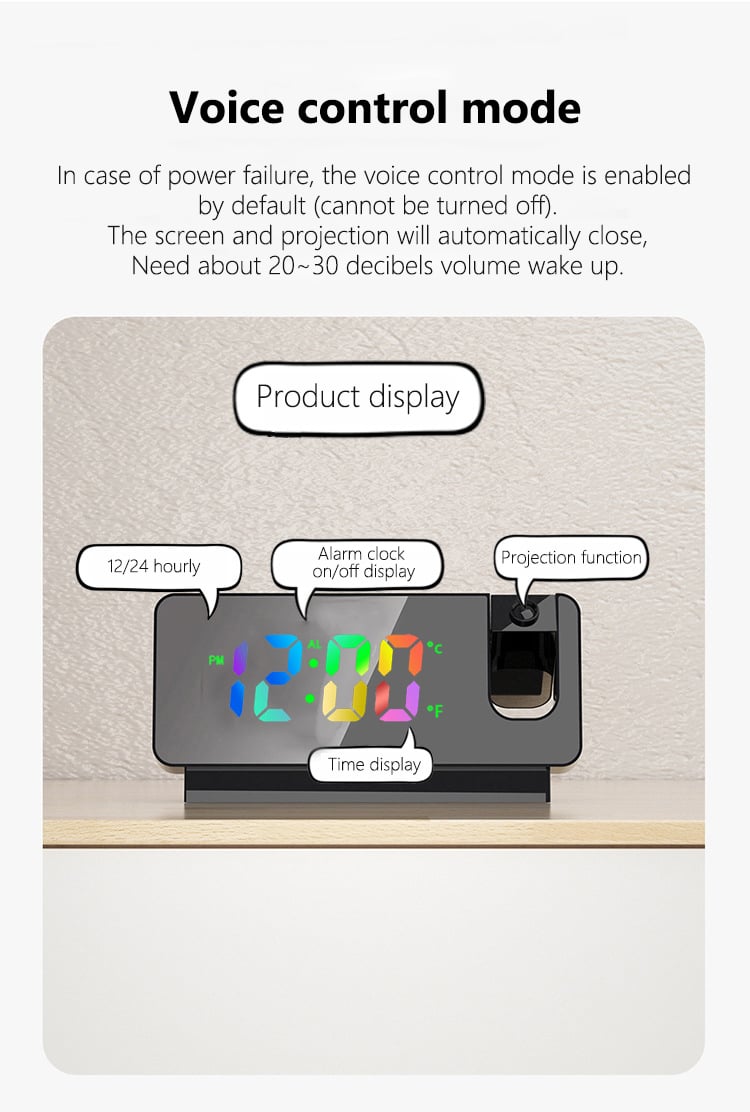 Voice control mode
In case of power failure, the voice control mode is enabled
by default (cannot be turned off).
The screen and projection will automatically close,
Need about 20~30 decibels volume wake up.
Product display
12/24 hourly
Alarm clock
on/off display
Projection function
PM 12:00 AL °C
°F
Time display